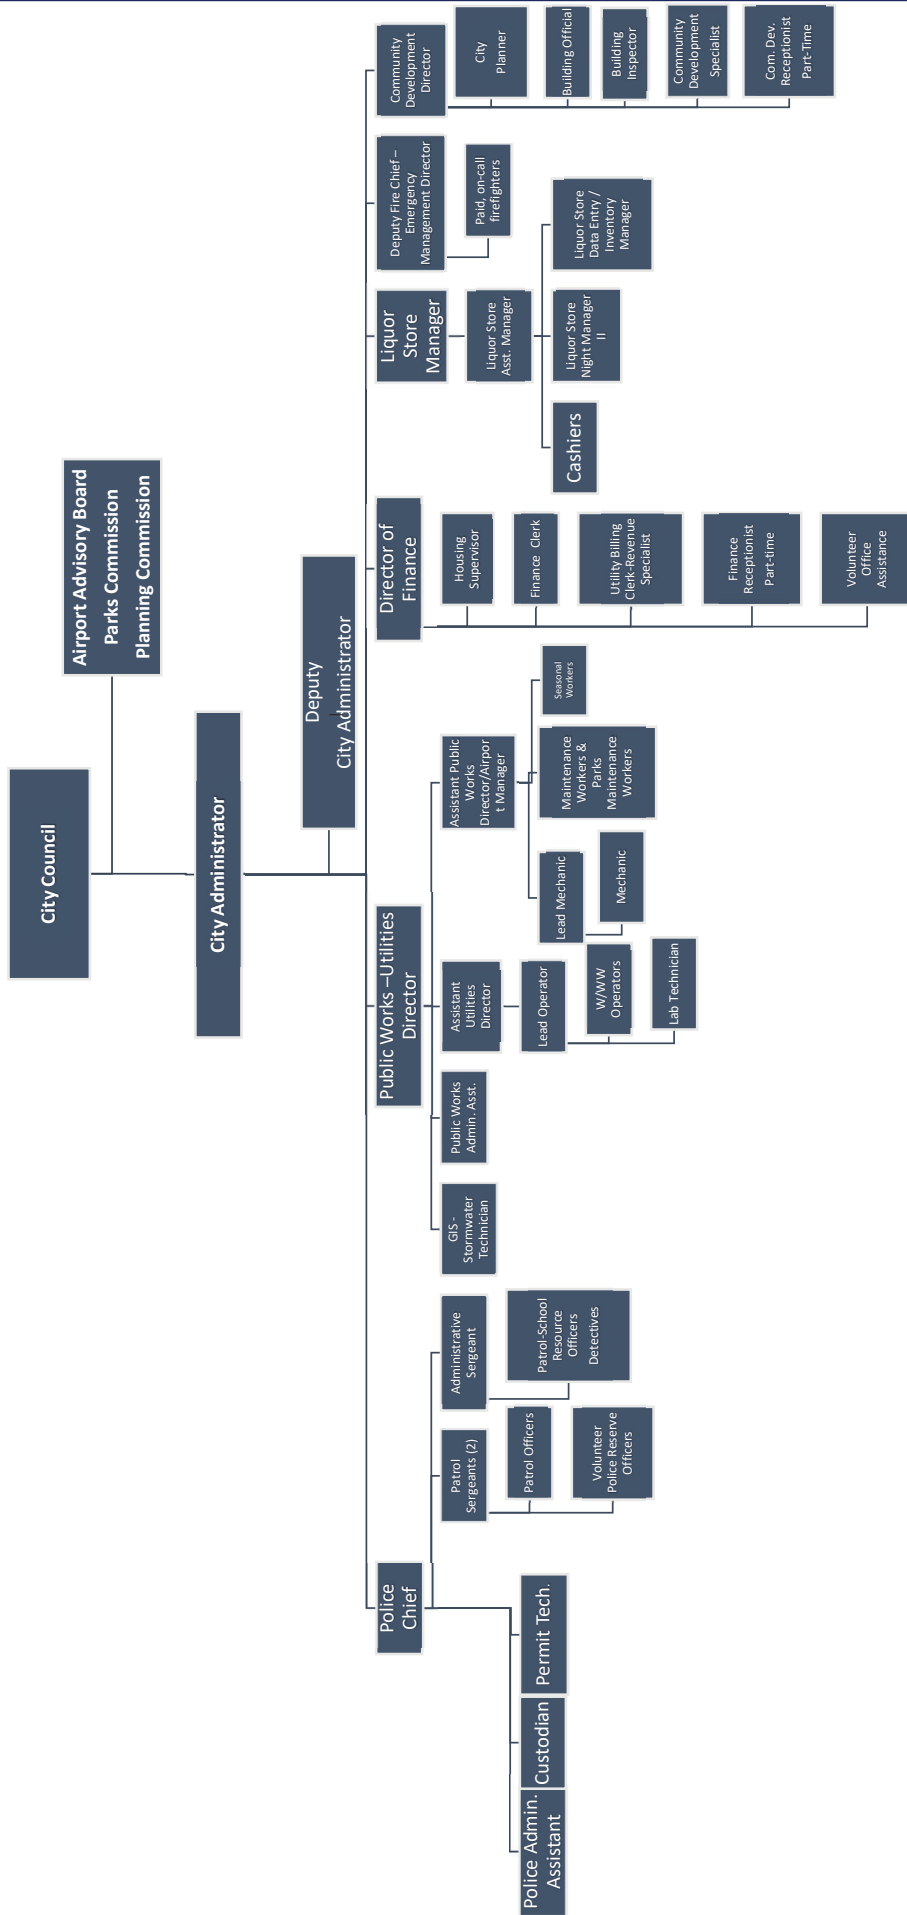 City Council
Airport Advisory Board
Parks Commission
Planning Commission
City Administrator
Deputy
City Administrator
Police
Chief
Public Works –Utilities
Director
Director of
Finance
Liquor
Store
Manager
Deputy Fire Chief –
Emergency
Management Director
Community
Development
Director
Police Admin.
Assistant
Custodian
Permit Tech.
Patrol
Sergeants (2)
Patrol Officers
Volunteer
Police Reserve
Officers
Administrative
Sergeant
Patrol-School
Resource
Officers
Detectives
GIS -
Stormwater
Technician
Public Works
Admin. Asst.
Assistant
Utilities
Director
Lead Operator
W/WW
Operators
Lab Technician
Assistant Public
Works
Director/Airpor
t Manager
Lead Mechanic
Mechanic
Maintenance
Workers &
Parks
Maintenance
Workers
Seasonal
Workers
Housing
Supervisor
Finance Clerk
Utility Billing
Clerk-Revenue
Specialist
Finance
Receptionist
Part-time
Volunteer
Office
Assistance
Liquor Store
Asst. Manager
Cashiers
Liquor Store
Night Manager
II
Liquor Store
Data Entry /
Inventory
Manager
Paid, on-call
firefighters
City
Planner
Building Official
Building
Inspector
Community
Development
Specialist
Com. Dev.
Receptionist
Part-Time